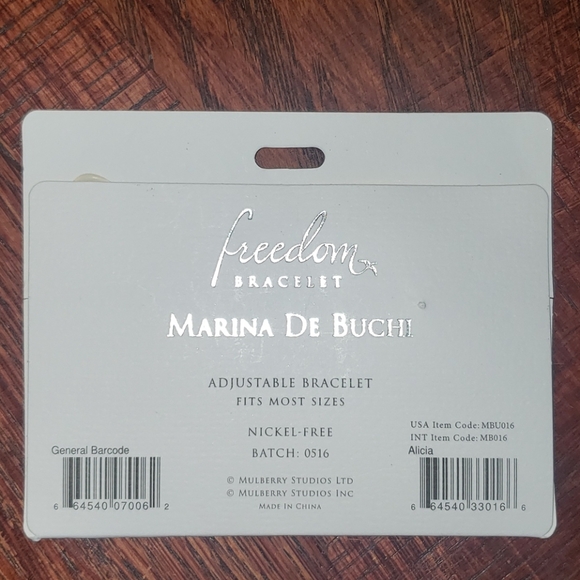 freedom
BRACELET
MARINA DE BUCHI
ADJUSTABLE BRACELET
FITS MOST SIZES
NICKEL-FREE
BATCH: 0516
USA Item Code: MBU016
INT Item Code: MB016
General Barcode
6 64540 07006 2
Alicia
6 64540 33016 6
© MULBERRY STUDIOS LTD
© MULBERRY STUDIOS INC
MADE IN CHINA